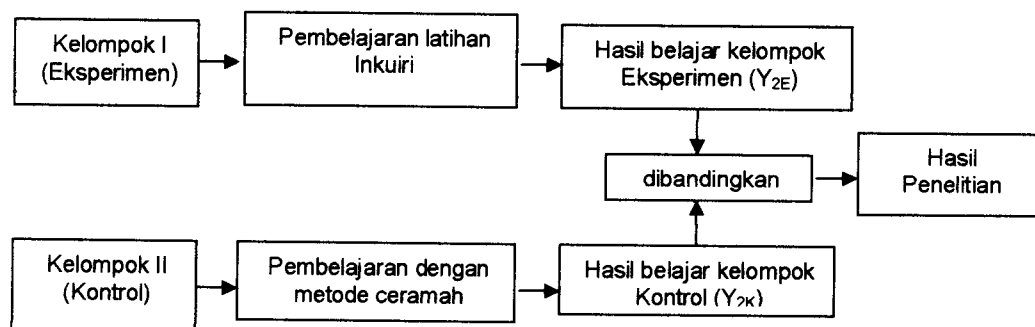 Kelompok I
(Eksperimen)
Pembelajaran latihan
Inkuiri
Hasil belajar kelompok
Eksperimen (Y₂E)
dibandingkan
Hasil
Penelitian
Kelompok II
(Kontrol)
Pembelajaran dengan
metode ceramah
Hasil belajar kelompok
Kontrol (Y₂K)